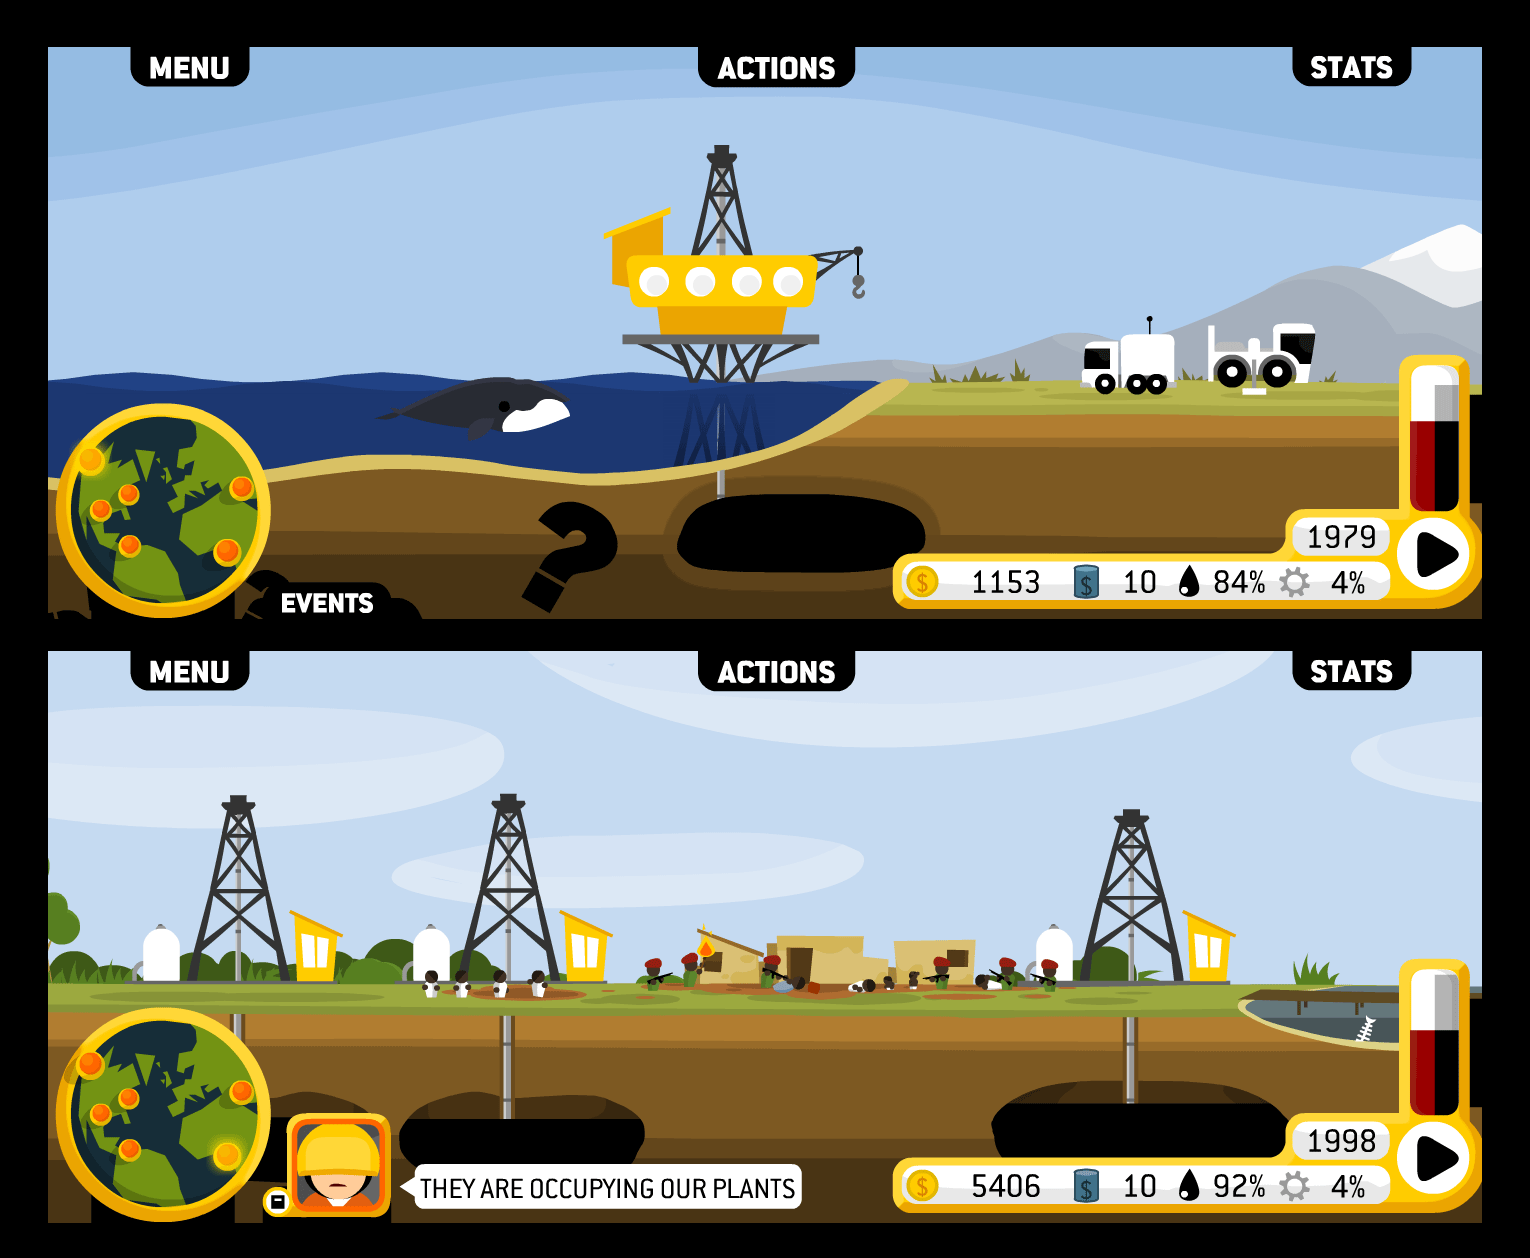 MENU
ACTIONS
STATS
1979
$ 1153 $ 10 84% 4%
EVENTS
?
MENU
ACTIONS
STATS
1998
$ 5406 $ 10 92% 4%
THEY ARE OCCUPYING OUR PLANTS